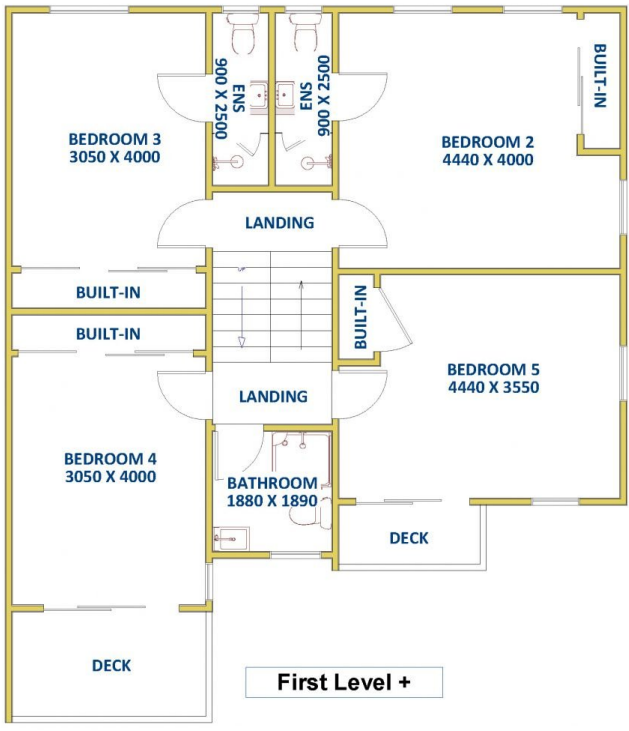 BEDROOM 3
3050 X 4000
ENS
900 X 2500
ENS
900 X 2500
BEDROOM 2
4440 X 4000
BUILT-IN
LANDING
BUILT-IN
BUILT-IN
BUILT-IN
BEDROOM 5
4440 X 3550
LANDING
BEDROOM 4
3050 X 4000
BATHROOM
1880 X 1890
DECK
DECK
First Level +